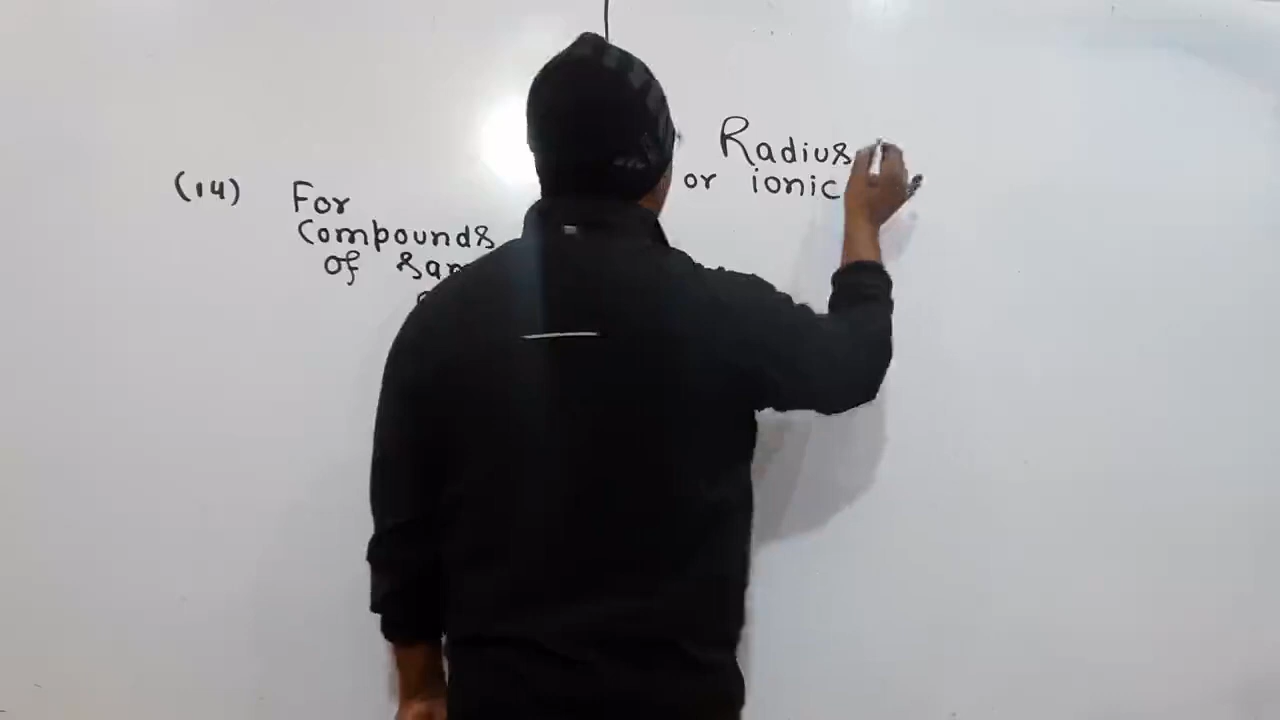 (14) For
Compounds
of
Radius
or ionic